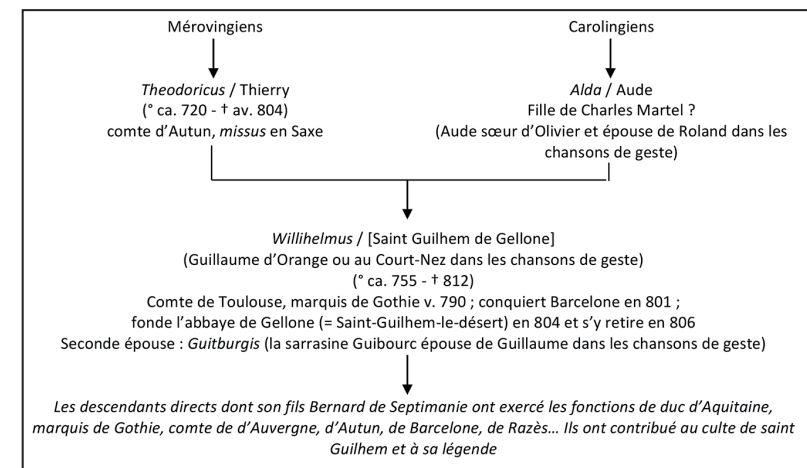 Mérovingiens
Carolingiens
Theodoricus / Thierry
(° ca. 720 - † av. 804)
comte d’Autun, missus en Saxe
Alda / Aude
Fille de Charles Martel ?
(Aude sœur d’Olivier et épouse de Roland dans les
chansons de geste)
Willihelmus / [Saint Guilhem de Gellone]
(Guillaume d’Orange ou au Court-Nez dans les chansons de geste)
(° ca. 755 - † 812)
Comte de Toulouse, marquis de Gothie v. 790 ; conquiert Barcelone en 801 ;
fonde l’abbaye de Gellone (= Saint-Guilhem-le-désert) en 804 et s’y retire en 806
Seconde épouse : Guitburgis (la sarrasine Guibourc épouse de Guillaume dans les chansons de geste)
Les descendants directs dont son fils Bernard de Septimanie ont exercé les fonctions de duc d’Aquitaine,
marquis de Gothie, comte de d’Auvergne, d’Autun, de Barcelone, de Razès… Ils ont contribué au culte de saint
Guilhem et à sa légende